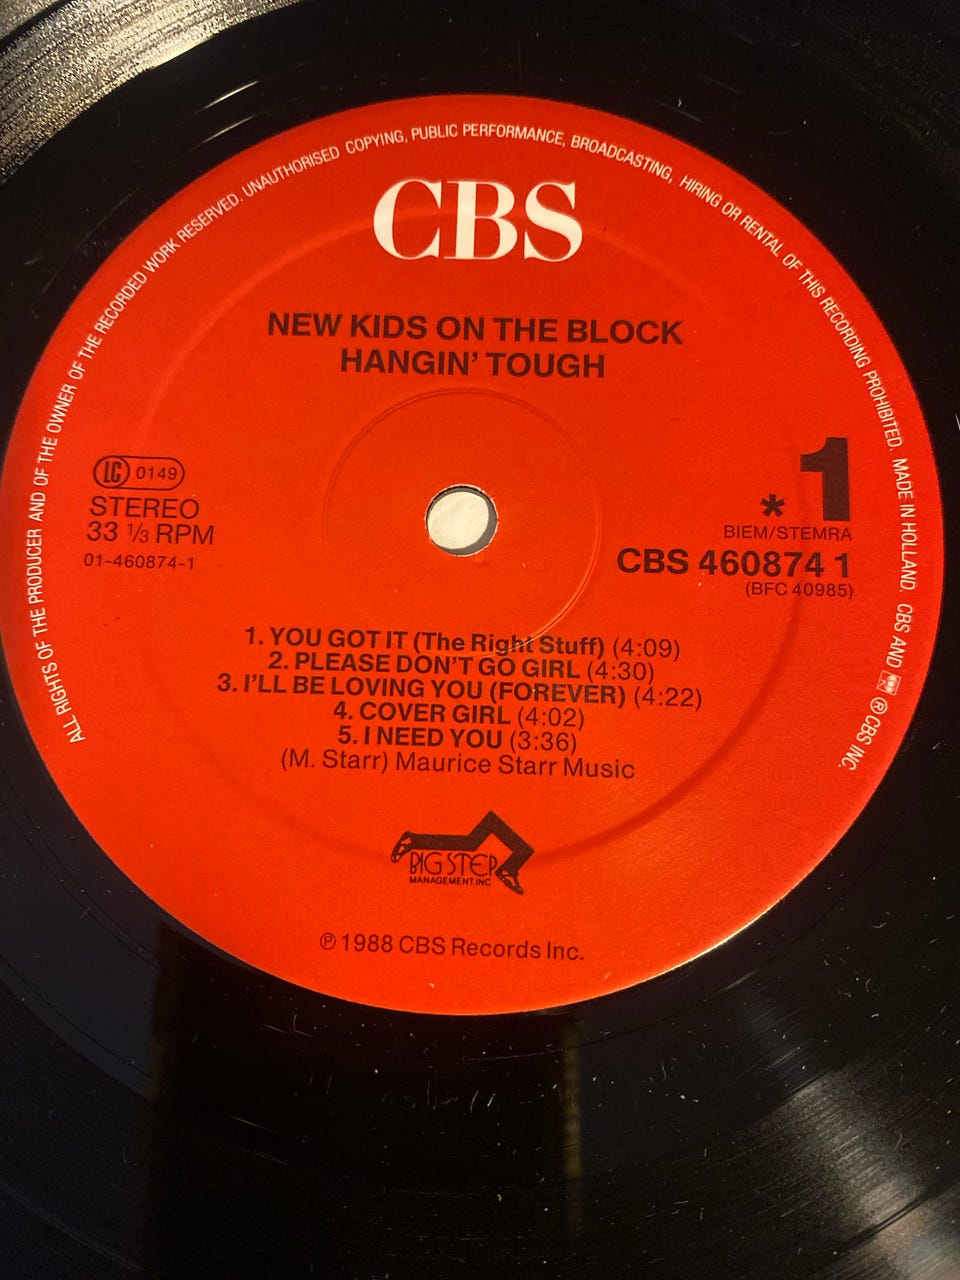 ALL RIGHTS OF THE PRODUCER AND OF THE OWNER OF THE RECORDED WORK RESERVED. UNAUTHORISED COPYING, PUBLIC PERFORMANCE, BROADCASTING, HIRING OR RENTAL OF THIS RECORDING PROHIBITED. MADE IN HOLLAND. CBS AND ® CBS INC.
CBS
NEW KIDS ON THE BLOCK
HANGIN' TOUGH
LC 0149
STEREO
33 1/3 RPM
01-460874-1
* 1
BIEM/STEMRA
CBS 460874 1
(BFC 40985)
1. YOU GOT IT (The Right Stuff) (4:09)
2. PLEASE DON'T GO GIRL (4:30)
3. I'LL BE LOVING YOU (FOREVER) (4:22)
4. COVER GIRL (4:02)
5. I NEED YOU (3:36)
(M. Starr) Maurice Starr Music
BIG STEP
MANAGEMENT, INC
℗ 1988 CBS Records Inc.